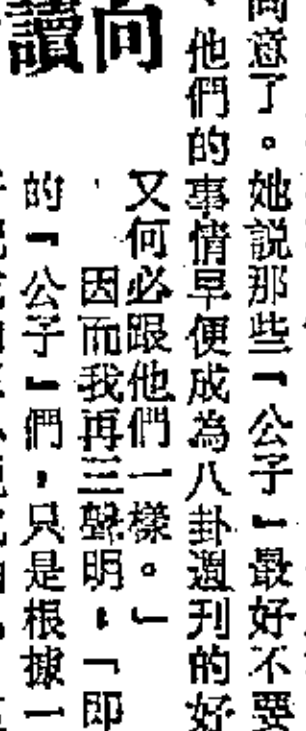 向讀
意了。她說那些「公子」最好不要
、他們的事情早便成為八卦週刊的好
又何必跟他們一樣。」
因而我再三聲明,「即
的「公子」們,只是根據一